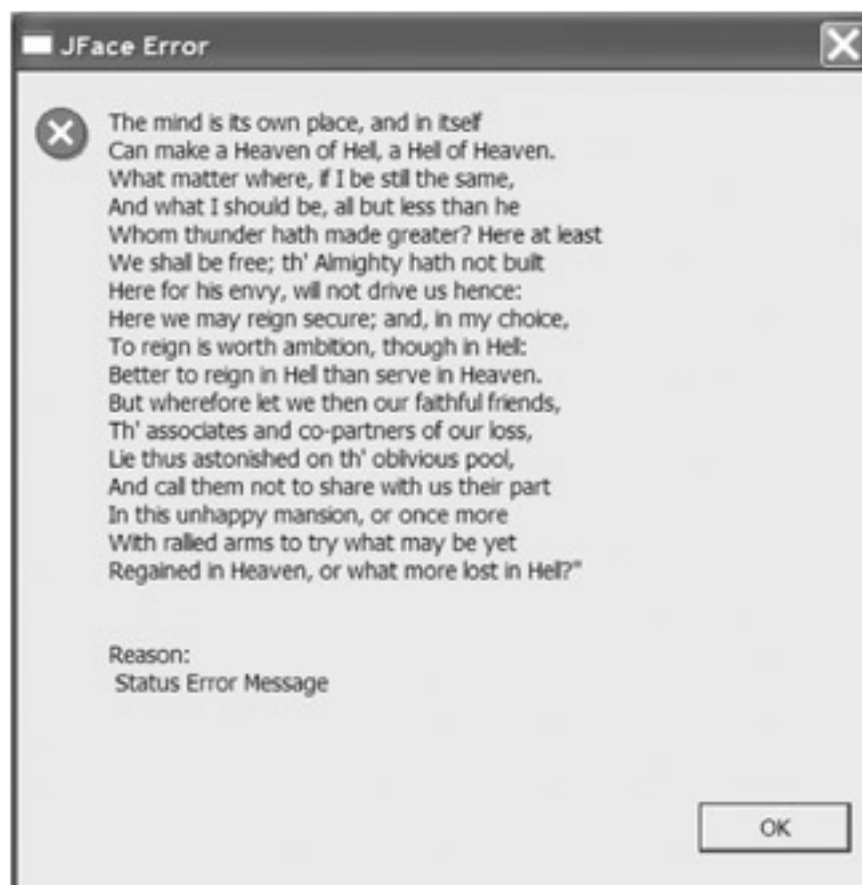 JFace Error
The mind is its own place, and in itself
Can make a Heaven of Hell, a Hell of Heaven.
What matter where, if I be still the same,
And what I should be, all but less than he
Whom thunder hath made greater? Here at least
We shall be free; th' Almighty hath not built
Here for his envy, will not drive us hence:
Here we may reign secure; and, in my choice,
To reign is worth ambition, though in Hell:
Better to reign in Hell than serve in Heaven.
But wherefore let we then our faithful friends,
Th' associates and co-partners of our loss,
Lie thus astonished on th' oblivious pool,
And call them not to share with us their part
In this unhappy mansion, or once more
With rallied arms to try what may be yet
Regained in Heaven, or what more lost in Hell?"
Reason:
Status Error Message
OK